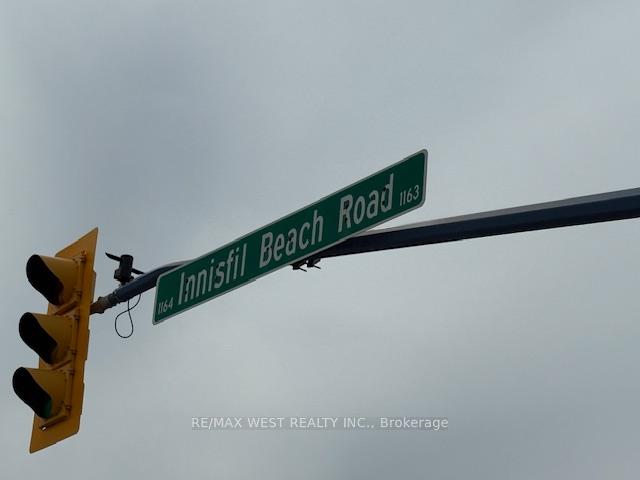 1164 Innisfil Beach Road 1163
RE/MAX WEST REALTY INC., Brokerage